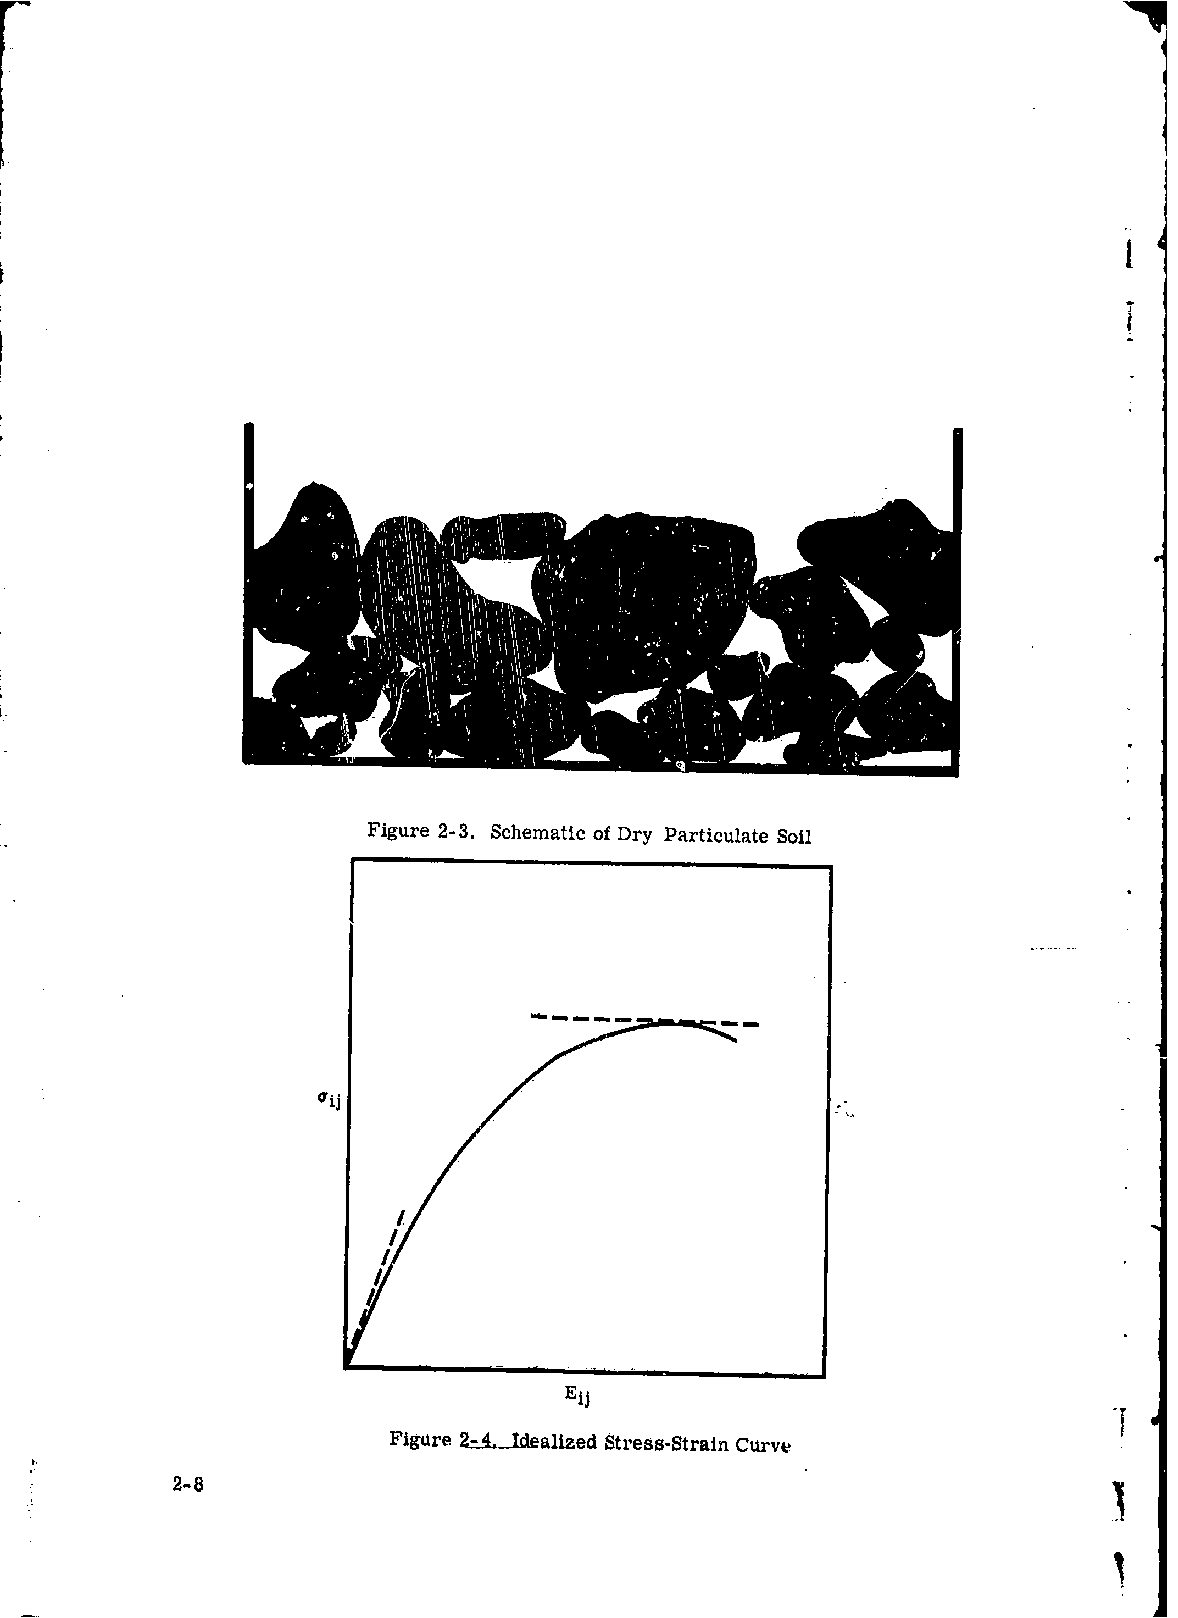 Figure 2-3. Schematic of Dry Particulate Soil
σij
Eij
Figure 2-4. Idealized Stress-Strain Curve
2-8